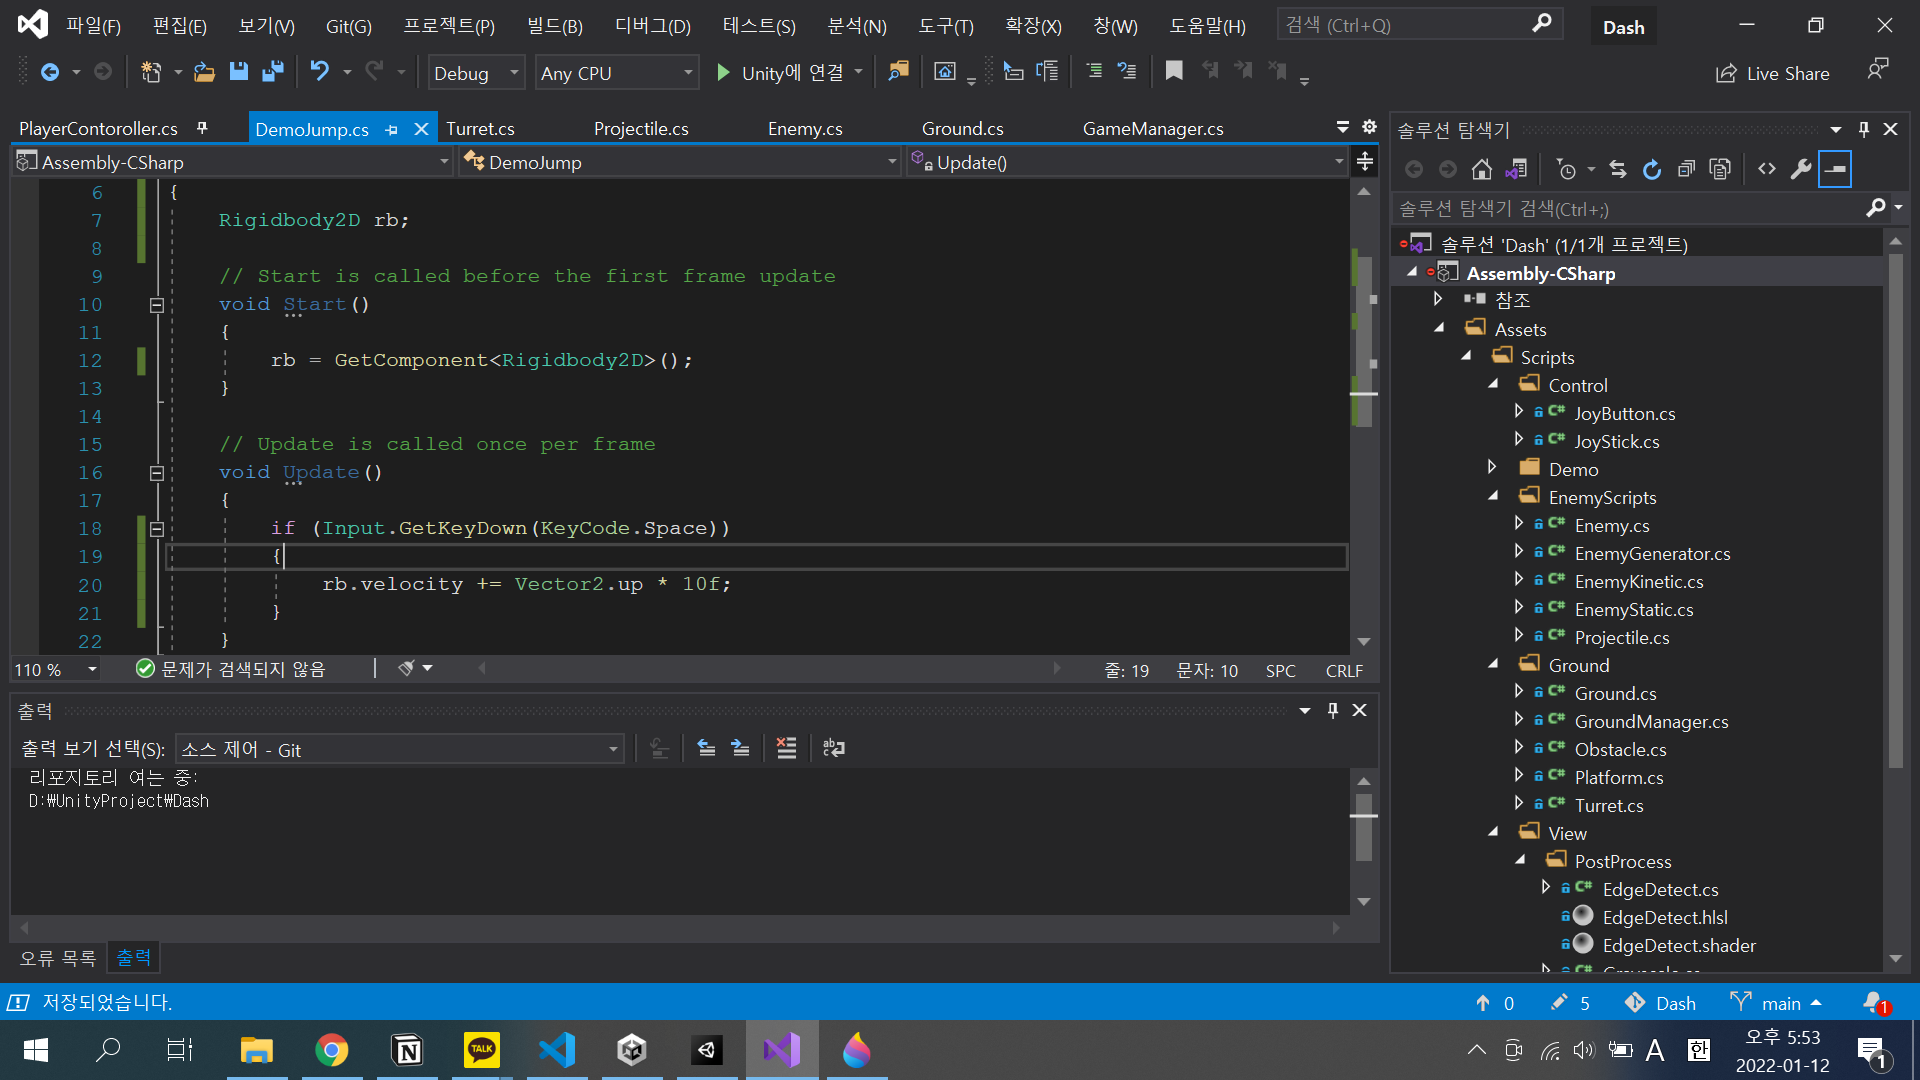 파일(F) 편집(E) 보기(V) Git(G) 프로젝트(P) 빌드(B) 디버그(D) 테스트(S) 분석(N) 도구(T) 확장(X) 창(W) 도움말(H) 검색 (Ctrl+Q) Dash
Debug Any CPU Unity에 연결 Live Share
PlayerContoroller.cs DemoJump.cs Turret.cs Projectile.cs Enemy.cs Ground.cs GameManager.cs
Assembly-CSharp DemoJump Update()
6 {
7 Rigidbody2D rb;
8
9 // Start is called before the first frame update
10 void Start()
11 {
12 rb = GetComponent<Rigidbody2D>();
13 }
14
15 // Update is called once per frame
16 void Update()
17 {
18 if (Input.GetKeyDown(KeyCode.Space))
19 {
20 rb.velocity += Vector2.up * 10f;
21 }
22 }
110 % 문제가 검색되지 않음 줄: 19 문자: 10 SPC CRLF
출력
출력 보기 선택(S): 소스 제어 - Git
리포지토리 여는 중:
D:₩UnityProject₩Dash
오류 목록 출력
솔루션 탐색기
솔루션 탐색기 검색(Ctrl+;)
솔루션 'Dash' (1/1개 프로젝트)
Assembly-CSharp
참조
Assets
Scripts
Control
C# JoyButton.cs
C# JoyStick.cs
Demo
EnemyScripts
C# Enemy.cs
C# EnemyGenerator.cs
C# EnemyKinetic.cs
C# EnemyStatic.cs
C# Projectile.cs
Ground
C# Ground.cs
C# GroundManager.cs
C# Obstacle.cs
C# Platform.cs
C# Turret.cs
View
PostProcess
C# EdgeDetect.cs
EdgeDetect.hlsl
EdgeDetect.shader
저장되었습니다. 0 5 Dash main 1
TALK A 한 오후 5:53 1
2022-01-12